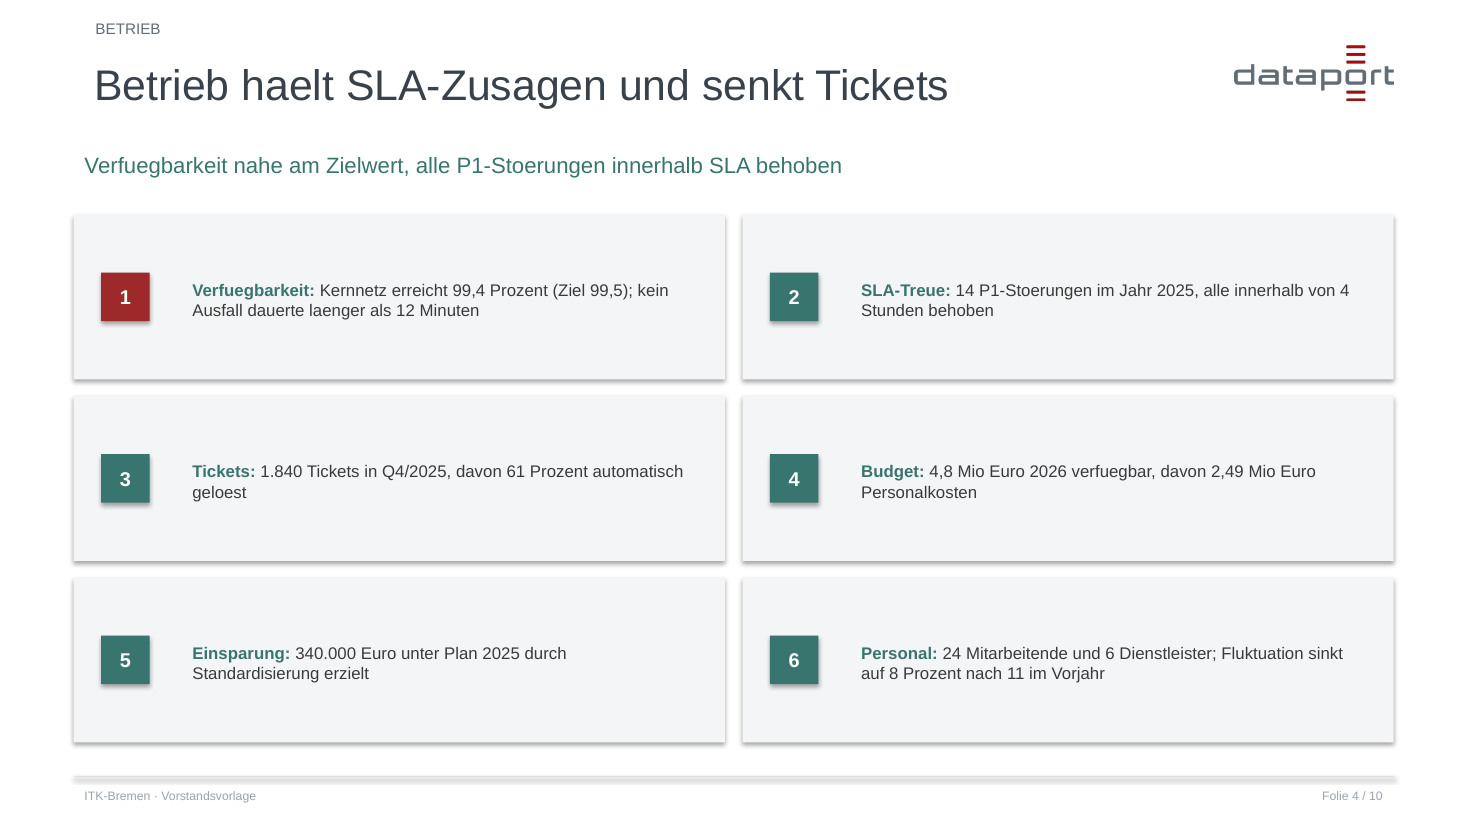 BETRIEB
Betrieb haelt SLA-Zusagen und senkt Tickets
dataport
Verfuegbarkeit nahe am Zielwert, alle P1-Stoerungen innerhalb SLA behoben
1
Verfuegbarkeit: Kernnetz erreicht 99,4 Prozent (Ziel 99,5); kein
Ausfall dauerte laenger als 12 Minuten
2
SLA-Treue: 14 P1-Stoerungen im Jahr 2025, alle innerhalb von 4
Stunden behoben
3
Tickets: 1.840 Tickets in Q4/2025, davon 61 Prozent automatisch
geloest
4
Budget: 4,8 Mio Euro 2026 verfuegbar, davon 2,49 Mio Euro
Personalkosten
5
Einsparung: 340.000 Euro unter Plan 2025 durch
Standardisierung erzielt
6
Personal: 24 Mitarbeitende und 6 Dienstleister; Fluktuation sinkt
auf 8 Prozent nach 11 im Vorjahr
ITK-Bremen · Vorstandsvorlage
Folie 4 / 10